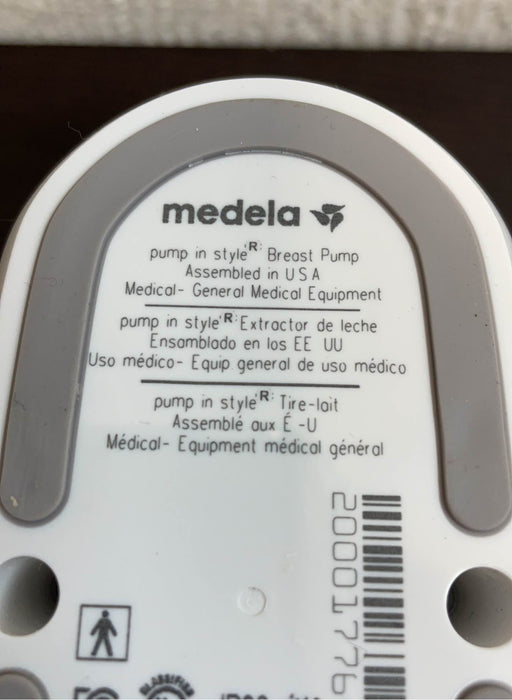 medela
pump in style R: Breast Pump
Assembled in USA
Medical- General Medical Equipment
pump in style R: Extractor de leche
Ensamblado en los EE UU
Uso médico- Equip general de uso médico
pump in style R: Tire-lait
Assemblé aux É-U
Médical- Equipment médical général
20001776
CLASSIFIED